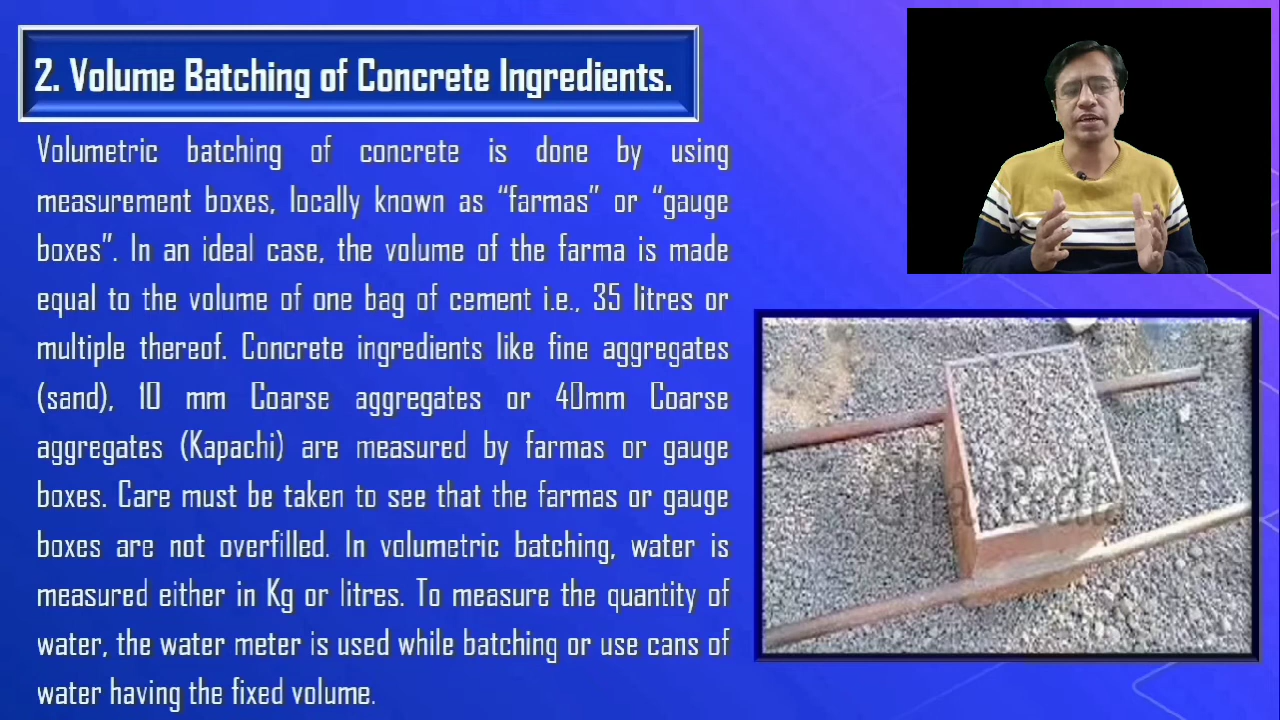 2. Volume Batching of Concrete Ingredients.
Volumetric batching of concrete is done by using
measurement boxes, locally known as “farmas” or “gauge
boxes”. In an ideal case, the volume of the farma is made
equal to the volume of one bag of cement i.e., 35 litres or
multiple thereof. Concrete ingredients like fine aggregates
(sand), 10 mm Coarse aggregates or 40mm Coarse
aggregates (Kapachi) are measured by farmas or gauge
boxes. Care must be taken to see that the farmas or gauge
boxes are not overfilled. In volumetric batching, water is
measured either in Kg or litres. To measure the quantity of
water, the water meter is used while batching or use cans of
water having the fixed volume.